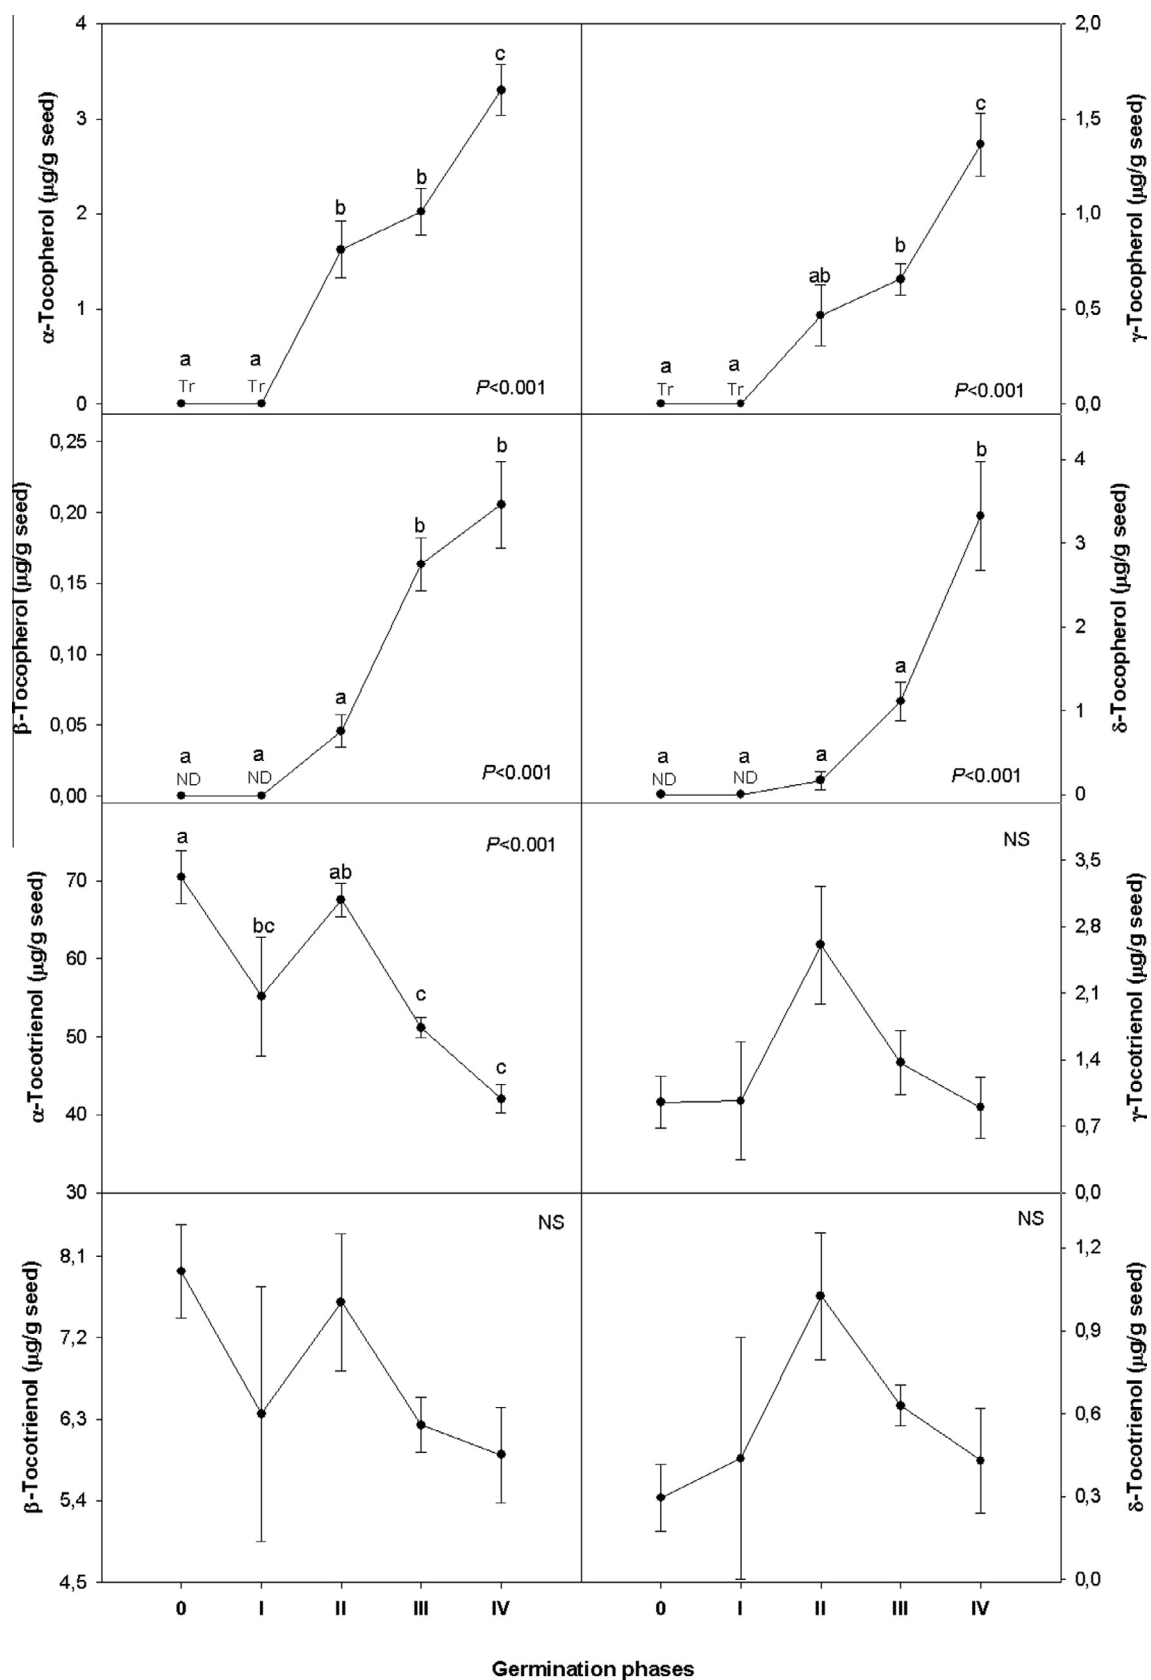 α-Tocopherol (µg/g seed)
4
3
2
1
0
a
Tr
a
Tr
b
b
c
P<0.001
γ-Tocopherol (µg/g seed)
2,0
1,5
1,0
0,5
0,0
a
Tr
a
Tr
ab
b
c
P<0.001
β-Tocopherol (µg/g seed)
0,25
0,20
0,15
0,10
0,05
0,00
a
ND
a
ND
a
b
b
P<0.001
δ-Tocopherol (µg/g seed)
4
3
2
1
0
a
ND
a
ND
a
a
b
P<0.001
α-Tocotrienol (µg/g seed)
70
60
50
40
30
a
bc
ab
c
c
P<0.001
γ-Tocotrienol (µg/g seed)
3,5
2,8
2,1
1,4
0,7
0,0
NS
β-Tocotrienol (µg/g seed)
8,1
7,2
6,3
5,4
4,5
NS
δ-Tocotrienol (µg/g seed)
1,2
0,9
0,6
0,3
0,0
NS
0 I II III IV
0 I II III IV
Germination phases